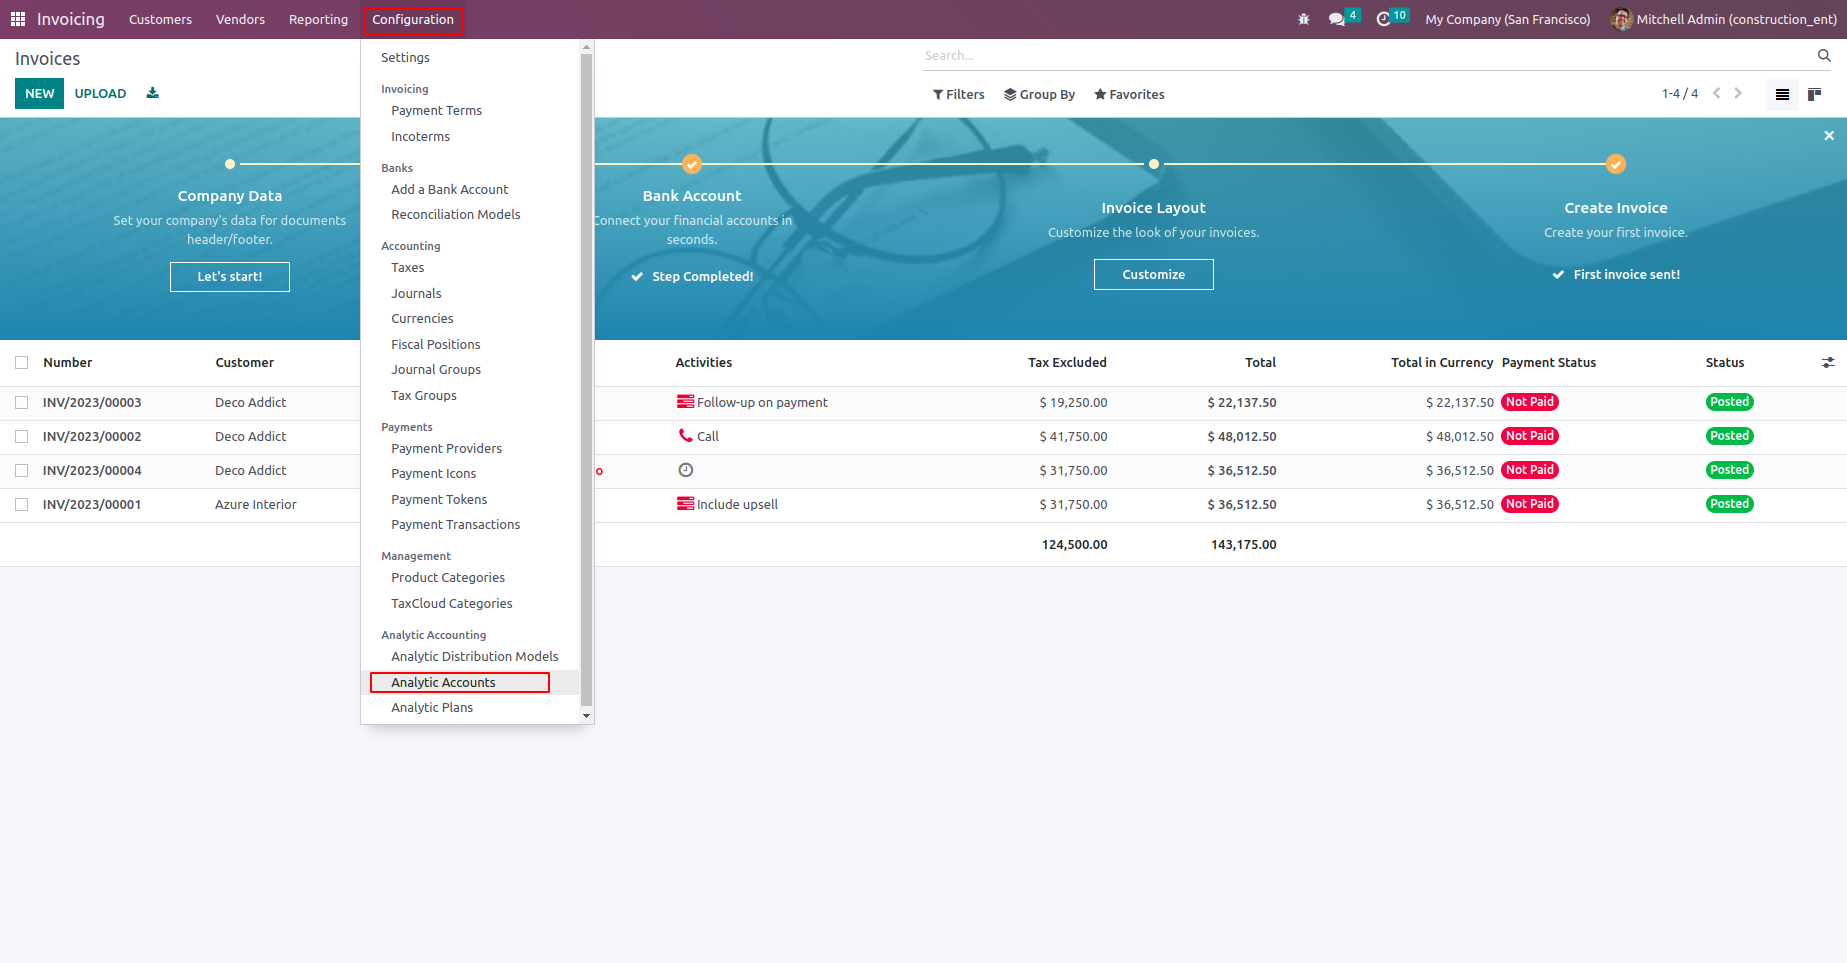 Invoicing Customers Vendors Reporting Configuration 4 10 My Company (San Francisco) Mitchell Admin (construction_ent)
Invoices
Search...
NEW UPLOAD
Filters Group By Favorites 1-4 / 4
Settings
Invoicing
Payment Terms
Incoterms
Banks
Add a Bank Account
Reconciliation Models
Accounting
Taxes
Journals
Currencies
Fiscal Positions
Journal Groups
Tax Groups
Payments
Payment Providers
Payment Icons
Payment Tokens
Payment Transactions
Management
Product Categories
TaxCloud Categories
Analytic Accounting
Analytic Distribution Models
Analytic Accounts
Analytic Plans
Company Data
Set your company's data for documents
header/footer.
Let's start!
Bank Account
Connect your financial accounts in
seconds.
Step Completed!
Invoice Layout
Customize the look of your invoices.
Customize
Create Invoice
Create your first invoice.
First invoice sent!
Number Customer Activities Tax Excluded Total Total in Currency Payment Status Status
INV/2023/00003 Deco Addict Follow-up on payment $ 19,250.00 $ 22,137.50 $ 22,137.50 Not Paid Posted
INV/2023/00002 Deco Addict Call $ 41,750.00 $ 48,012.50 $ 48,012.50 Not Paid Posted
INV/2023/00004 Deco Addict o $ 31,750.00 $ 36,512.50 $ 36,512.50 Not Paid Posted
INV/2023/00001 Azure Interior Include upsell $ 31,750.00 $ 36,512.50 $ 36,512.50 Not Paid Posted
124,500.00 143,175.00